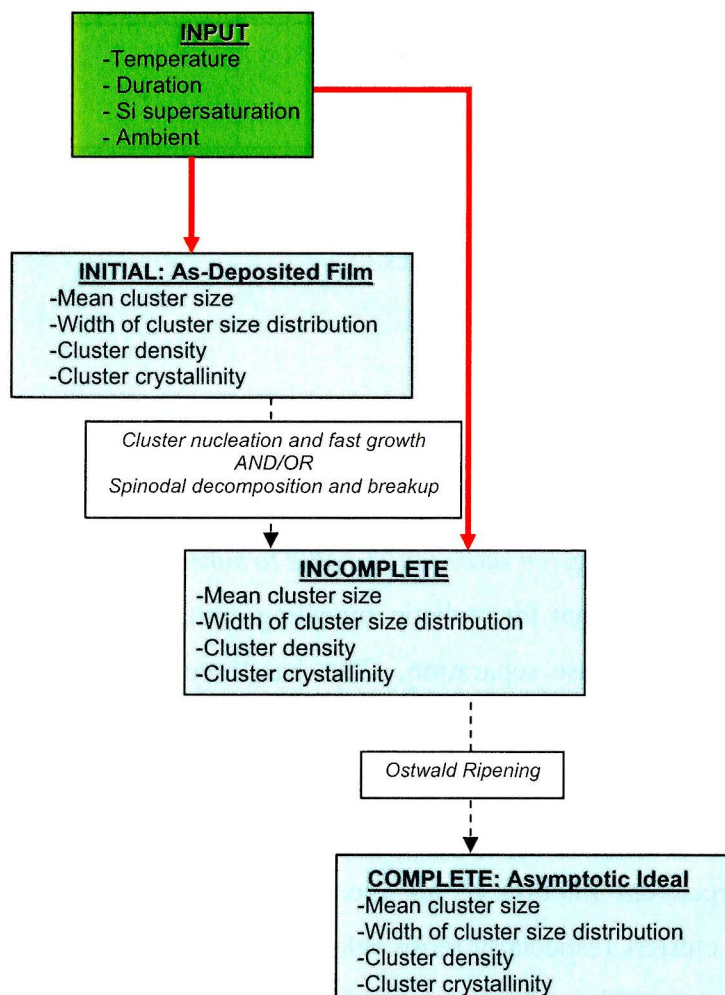 INPUT
-Temperature
- Duration
- Si supersaturation
- Ambient
INITIAL: As-Deposited Film
-Mean cluster size
-Width of cluster size distribution
-Cluster density
-Cluster crystallinity
Cluster nucleation and fast growth
AND/OR
Spinodal decomposition and breakup
INCOMPLETE
-Mean cluster size
-Width of cluster size distribution
-Cluster density
-Cluster crystallinity
Ostwald Ripening
COMPLETE: Asymptotic Ideal
-Mean cluster size
-Width of cluster size distribution
-Cluster density
-Cluster crystallinity